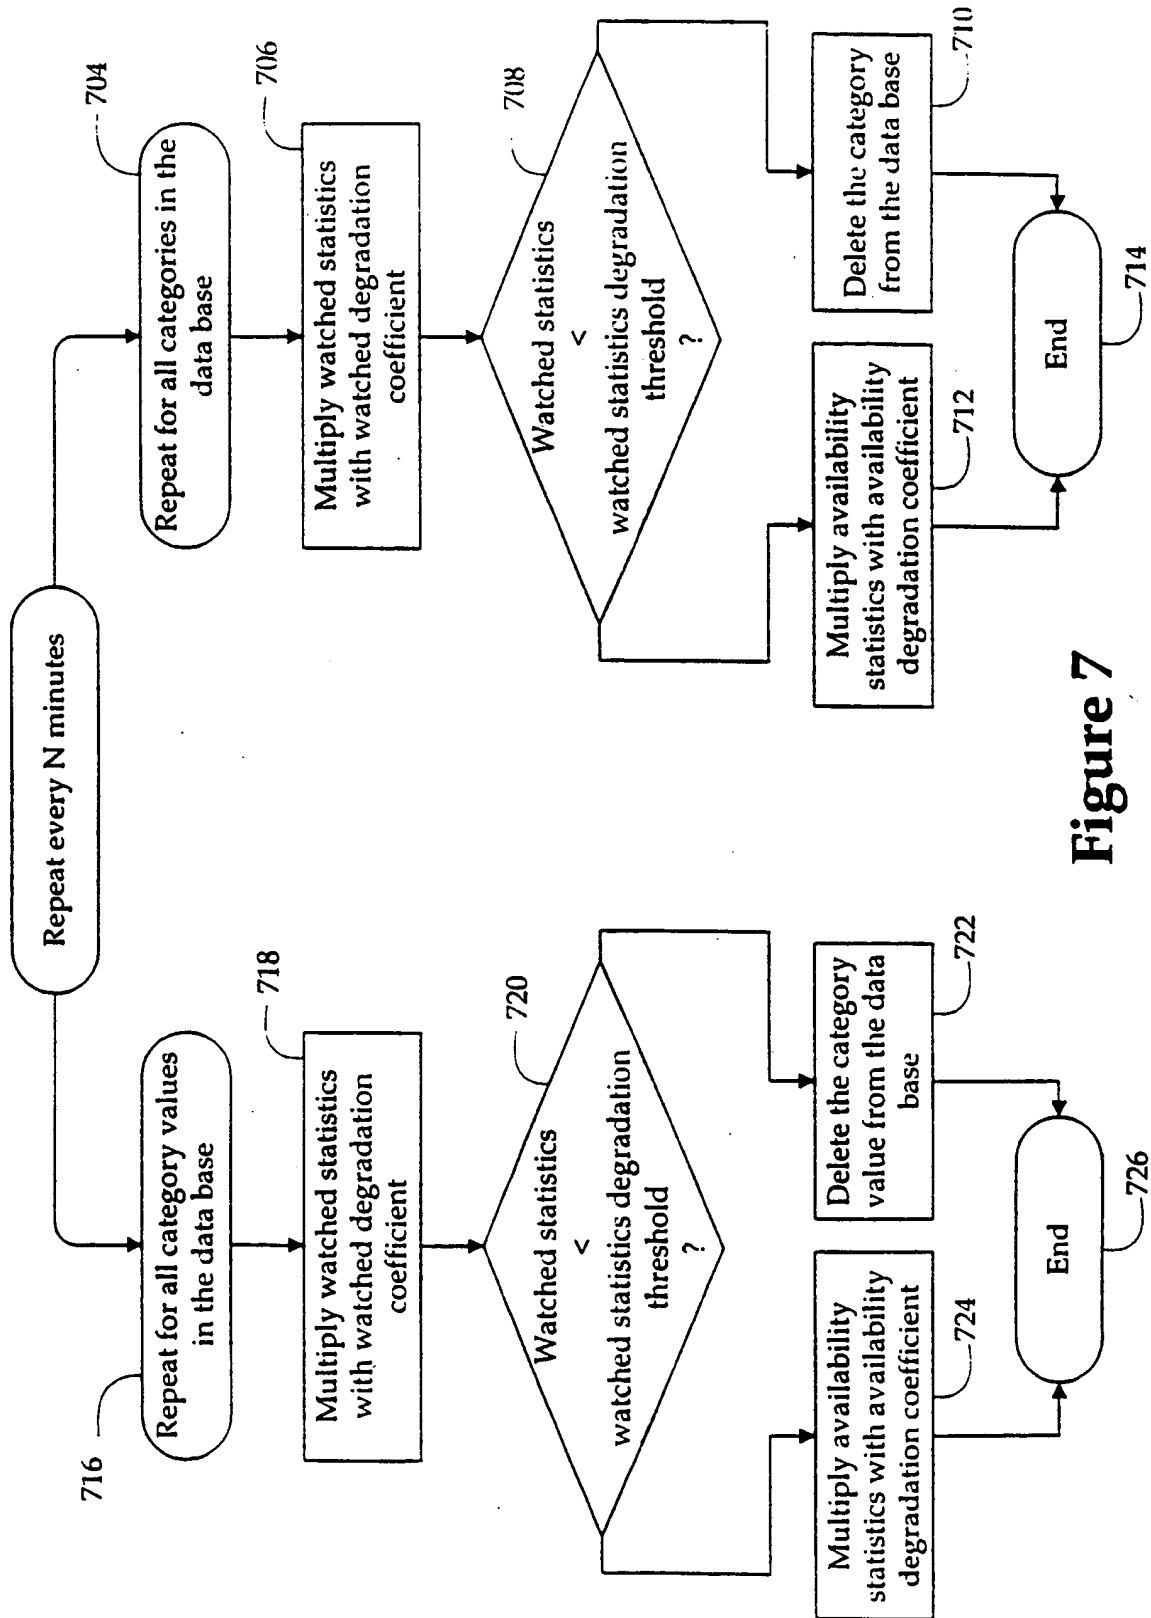 Repeat every N minutes
716
Repeat for all category values
in the data base
718
Multiply watched statistics
with watched degradation
coefficient
720
Watched statistics
<
watched statistics degradation
threshold
?
Multiply availability
statistics with availability
degradation coefficient
724
Delete the category
value from the data
base
722
End
726
704
Repeat for all categories in the
data base
706
Multiply watched statistics
with watched degradation
coefficient
708
Watched statistics
<
watched statistics degradation
threshold
?
Multiply availability
statistics with availability
degradation coefficient
712
Delete the category
from the data base
710
End
714
Figure 7